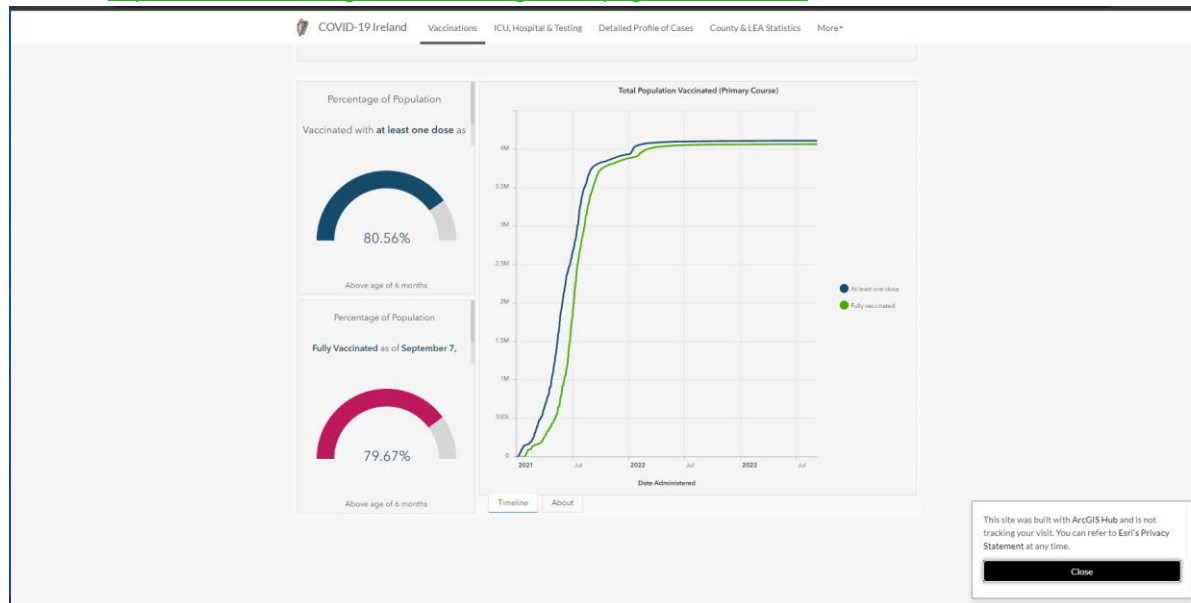 COVID-19 Ireland Vaccinations ICU, Hospital & Testing Detailed Profile of Cases County & LEA Statistics More
Percentage of Population
Vaccinated with at least one dose as
80.56%
Above age of 6 months
Percentage of Population
Fully Vaccinated as of September 7,
79.67%
Above age of 6 months
Total Population Vaccinated (Primary Course)
4M
3.5M
3M
2.5M
2M
1.5M
1M
500k
0
2021 Jul 2022 Jul 2023 Jul
Date Administered
At least one dose
Fully vaccinated
Timeline About
This site was built with ArcGIS Hub and is not
tracking your visit. You can refer to Esri's Privacy
Statement at any time.
Close